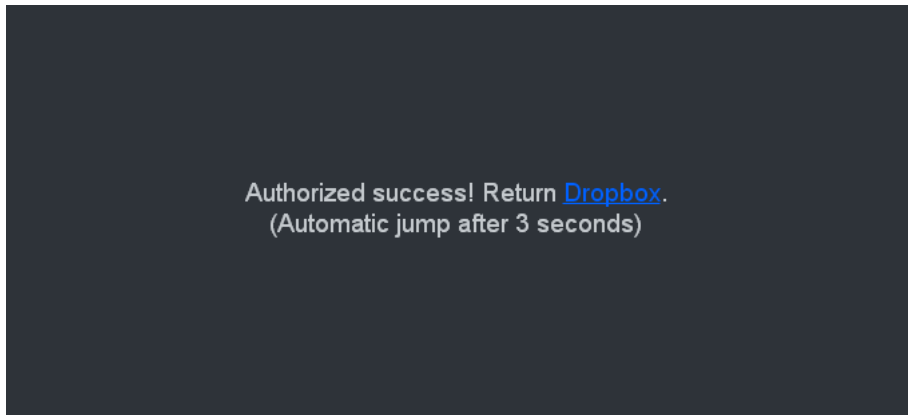 Authorized success! Return Dropbox.
(Automatic jump after 3 seconds)